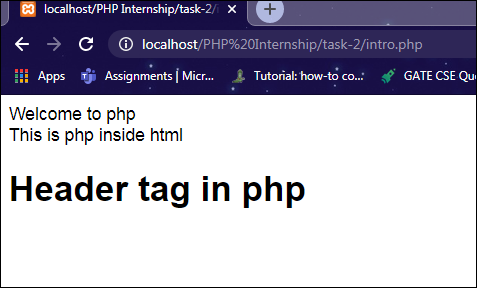 localhost/PHP Internship/task-2/i
localhost/PHP%20Internship/task-2/intro.php
Apps
Assignments | Micr...
Tutorial: how-to co...
GATE CSE Que
Welcome to php
This is php inside html
Header tag in php